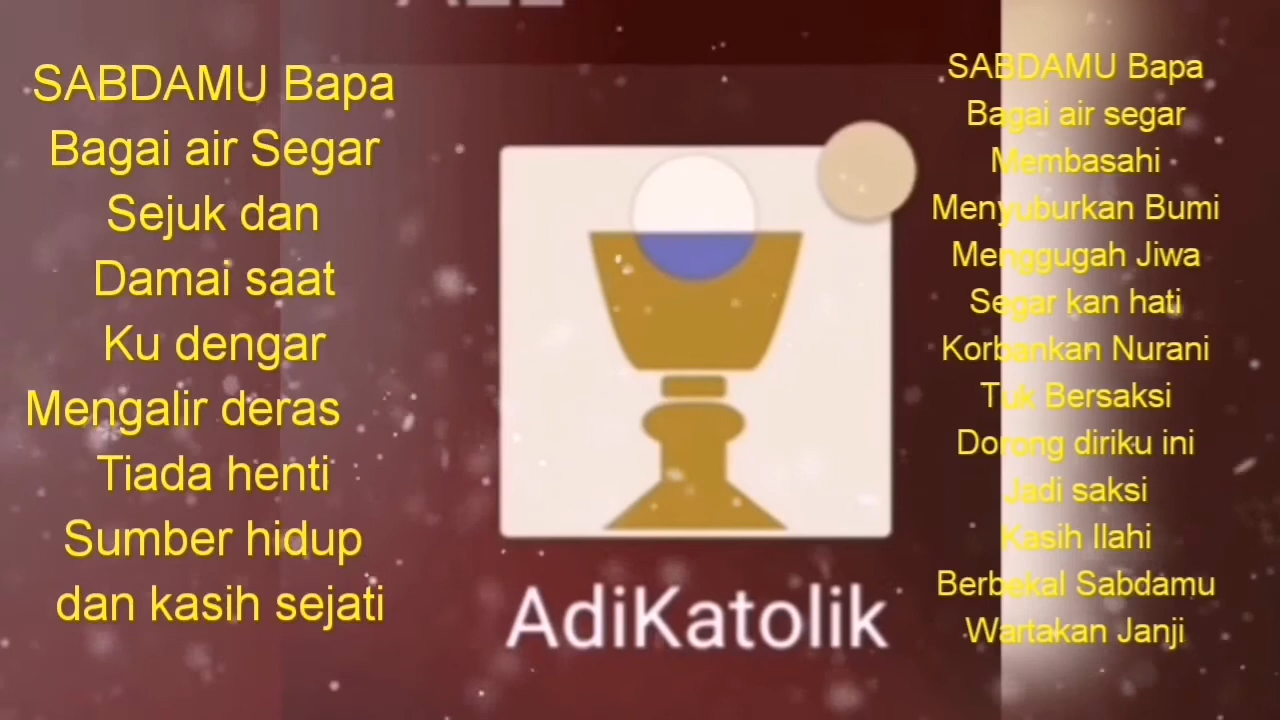 SABDAMU Bapa
Bagai air Segar
Sejuk dan
Damai saat
Ku dengar
Mengalir deras
Tiada henti
Sumber hidup
dan kasih sejati
AdiKatolik
SABDAMU Bapa
Bagai air segar
Membasahi
Menyuburkan Bumi
Menggugah Jiwa
Segar kan hati
Korbankan Nurani
Tuk Bersaksi
Dorong diriku ini
Jadi saksi
Kasih Ilahi
Berbekal Sabdamu
Wartakan Janji